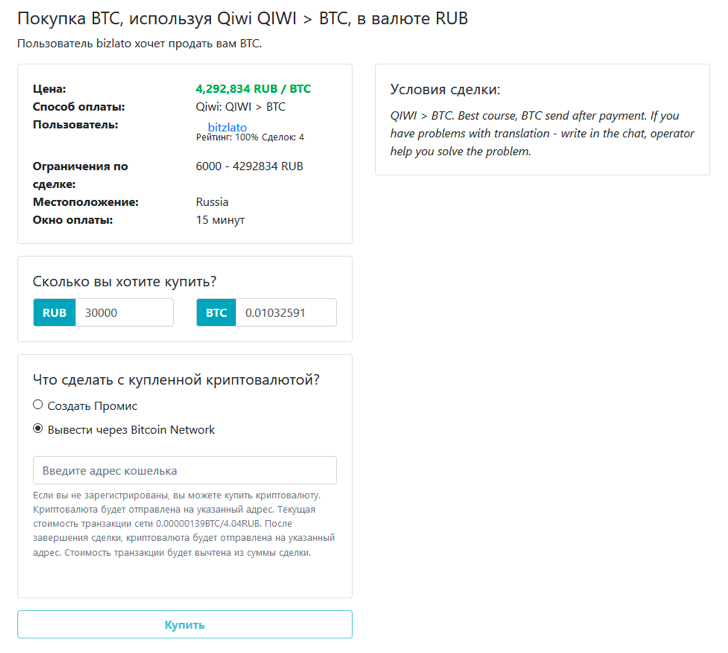 Покупка BTC, используя Qiwi QIWI > BTC, в валюте RUB
Пользователь bizlato хочет продать вам BTC.
Цена: 4,292,834 RUB / BTC
Способ оплаты: Qiwi: QIWI > BTC
Пользователь: bitzlato
Рейтинг: 100% Сделок: 4
Ограничения по 6000 - 4292834 RUB
сделке:
Местоположение: Russia
Окно оплаты: 15 минут
Условия сделки:
QIWI > BTC. Best course, BTC send after payment. If you
have problems with translation - write in the chat, operator
help you solve the problem.
Сколько вы хотите купить?
RUB 30000 BTC 0.01032591
Что сделать с купленной криптовалютой?
Создать Промис
Вывести через Bitcoin Network
Введите адрес кошелька
Если вы не зарегистрированы, вы можете купить криптовалюту.
Криптовалюта будет отправлена на указанный адрес. Текущая
стоимость транзакции сети 0.00000139BTC/4.04RUB. После
завершения сделки, криптовалюта будет отправлена на указанный
адрес. Стоимость транзакции будет вычтена из суммы сделки.
Купить